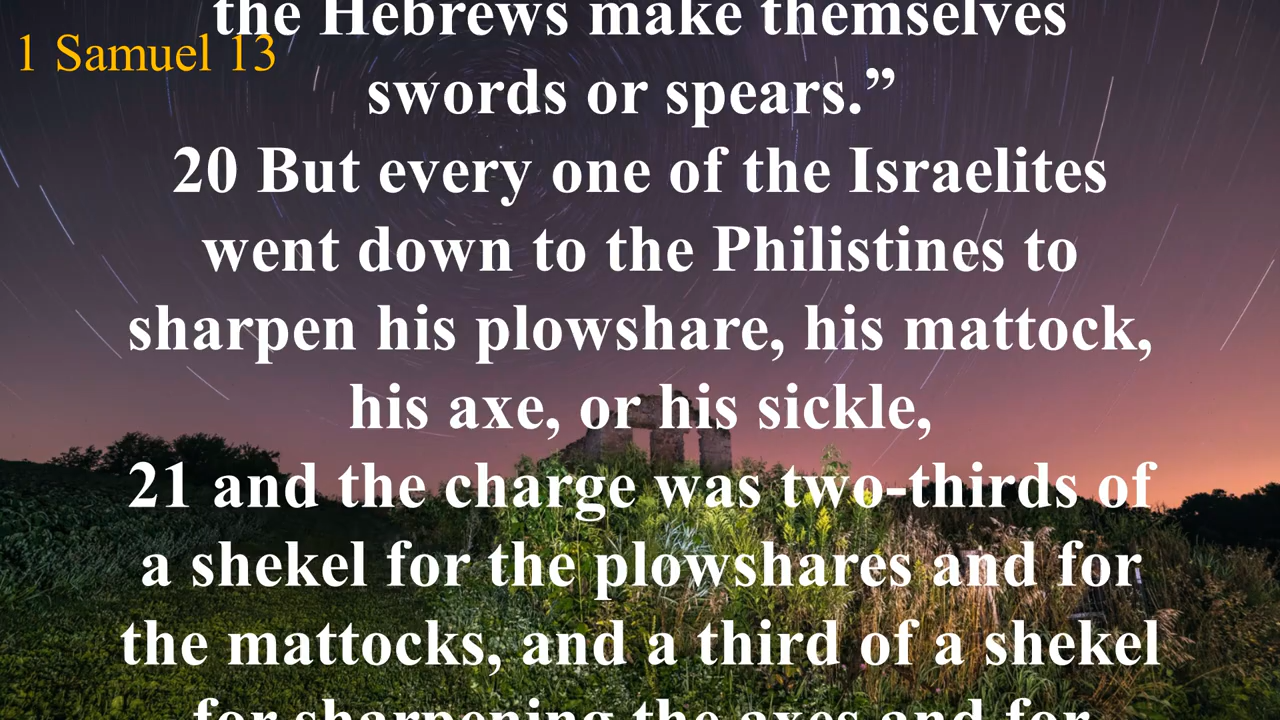 the Hebrews make themselves
1 Samuel 13
swords or spears.”
20 But every one of the Israelites
went down to the Philistines to
sharpen his plowshare, his mattock,
his axe, or his sickle,
21 and the charge was two-thirds of
a shekel for the plowshares and for
the mattocks, and a third of a shekel
for sharpening the axes and for